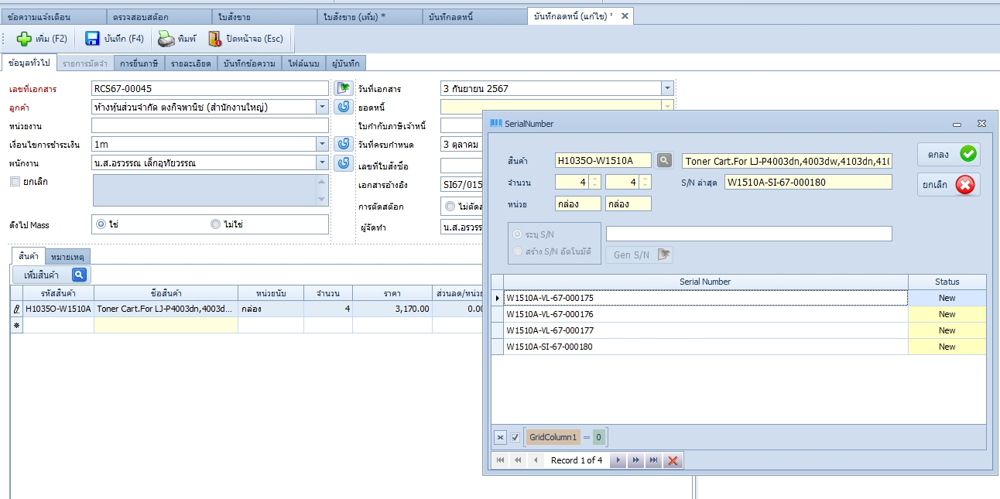 ข้อความแจ้งเตือน ตรวจสอบสต๊อก ใบสั่งขาย ใบสั่งขาย (เพิ่ม) * บันทึกลดหนี้ บันทึกลดหนี้ (แก้ไข) *
เพิ่ม (F2) บันทึก (F4) พิมพ์ ปิดหน้าจอ (Esc)
ข้อมูลทั่วไป รายการมัดจำ การยื่นภาษี รายละเอียด บันทึกข้อความ ไฟล์แนบ ผู้บันทึก
เลขที่เอกสาร RCS67-00045 วันที่เอกสาร 3 กันยายน 2567
ลูกค้า ห้างหุ้นส่วนจำกัด ตงกิจพานิช (สำนักงานใหญ่) ยอดหนี้
หน่วยงาน ใบกำกับภาษีเจ้าหนี้
เงื่อนไขการชำระเงิน 1m วันที่ครบกำหนด 3 ตุลาคม
พนักงาน น.ส.อรวรรณ เล็กอุทัยวรรณ เลขที่ใบสั่งซื้อ
ยกเลิก เอกสารอ้างอิง SI67/015
การตัดสต๊อก ไม่ตัดส
ดึงไป Mass ใช่ ไม่ใช่ ผู้จัดทำ น.ส.อรวรร
สินค้า หมายเหตุ
เพิ่มสินค้า
รหัสสินค้า ชื่อสินค้า หน่วยนับ จำนวน ราคา ส่วนลด/หน่วย
H1035O-W1510A Toner Cart.For LJ-P4003dn,4003d... กล่อง 4 3,170.00 0.00
SerialNumber
สินค้า H1035O-W1510A Toner Cart.For LJ-P4003dn,4003dw,4103dn,410 ตกลง
จำนวน 4 4 S/N ล่าสุด W1510A-SI-67-000180 ยกเลิก
หน่วย กล่อง กล่อง
ระบุ S/N
สร้าง S/N อัตโนมัติ Gen S/N
Serial Number Status
W1510A-VL-67-000175 New
W1510A-VL-67-000176 New
W1510A-VL-67-000177 New
W1510A-SI-67-000180 New
GridColumn1 = 0
Record 1 of 4